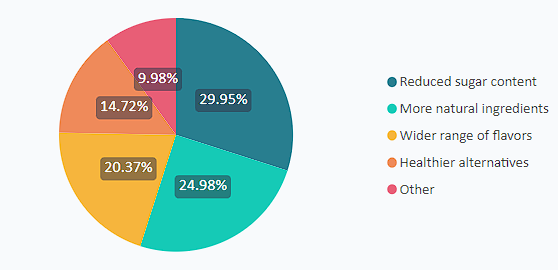 9.98%
29.95%
14.72%
20.37%
24.98%
Reduced sugar content
More natural ingredients
Wider range of flavors
Healthier alternatives
Other